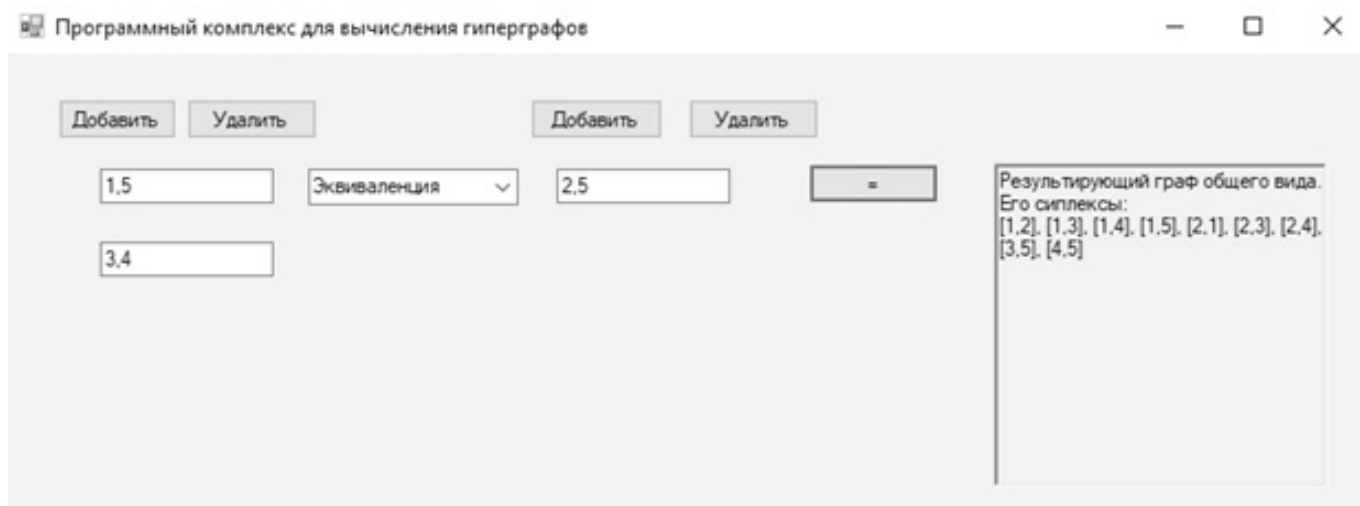 Программный комплекс для вычисления гиперграфов
Добавить Удалить Добавить Удалить
1,5 Эквиваленция 2,5 =
3,4
Результирующий граф общего вида.
Его сиплексы:
[1,2], [1,3], [1,4], [1,5], [2,1], [2,3], [2,4],
[3,5], [4,5]